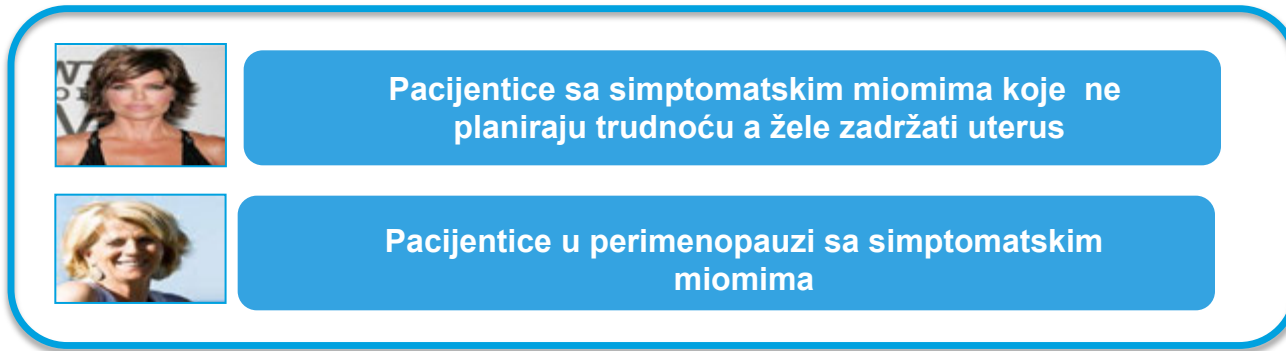 Pacijentice sa simptomatskim miomima koje ne
planiraju trudnoću a žele zadržati uterus
Pacijentice u perimenopauzi sa simptomatskim
miomima